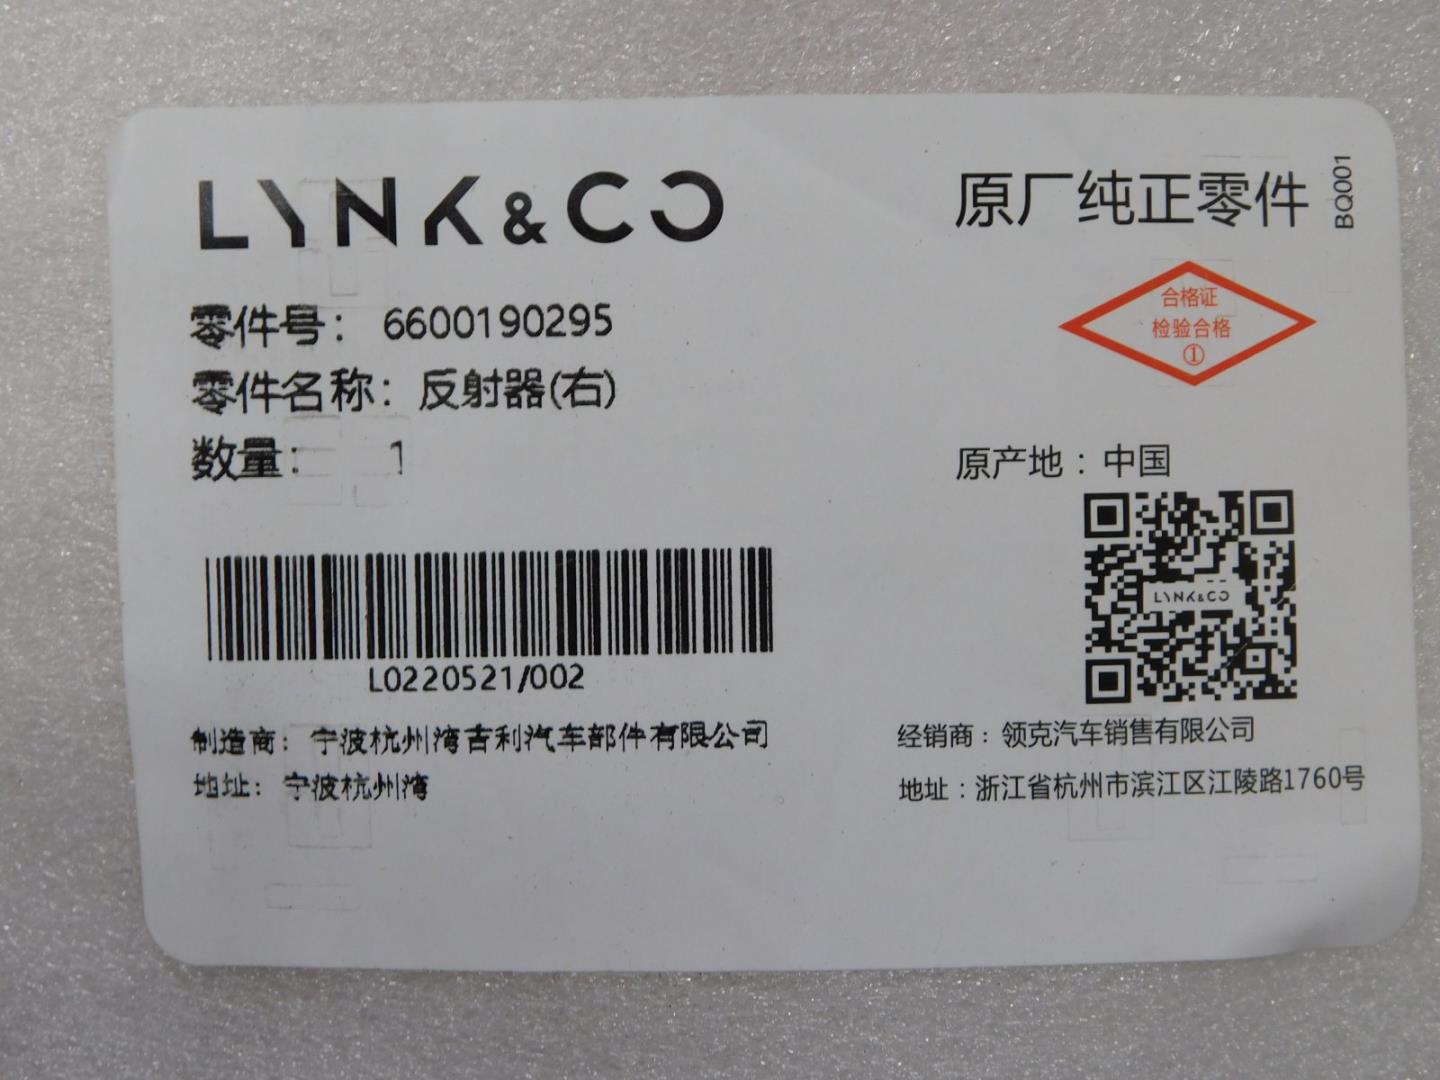 LYNK&CO
原厂纯正零件
BQ001
合格证
检验合格
①
零件号： 6600190295
零件名称：反射器(右)
数量： 1
原产地：中国
LYNK&CO
L0220521/002
制造商： 宁波杭州湾吉利汽车部件有限公司
地址： 宁波杭州湾
经销商：领克汽车销售有限公司
地址：浙江省杭州市滨江区江陵路1760号